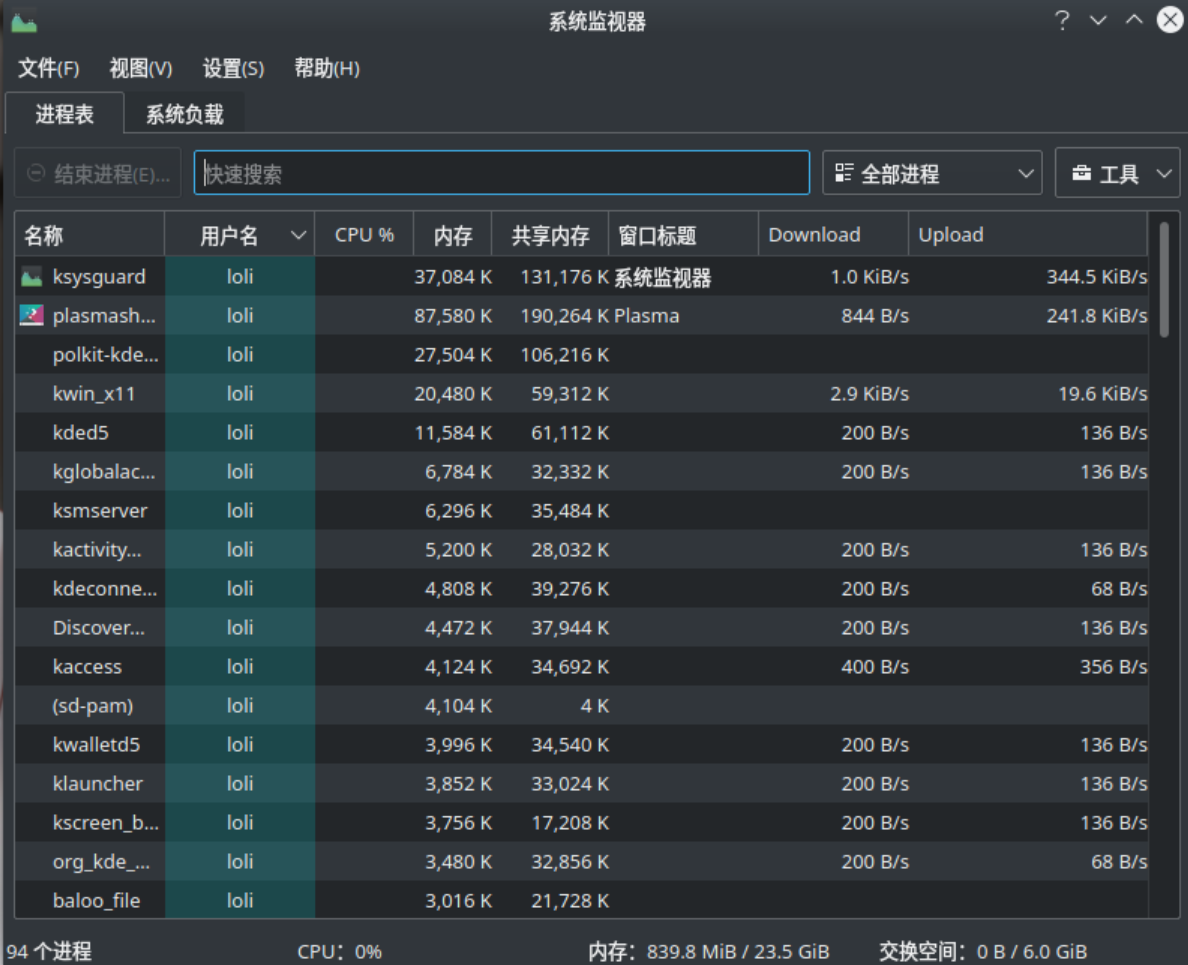 系统监视器
文件(F) 视图(V) 设置(S) 帮助(H)
进程表 系统负载
结束进程(E)... 快速搜索 全部进程 工具
名称 用户名 CPU % 内存 共享内存 窗口标题 Download Upload
ksysguard loli 37,084 K 131,176 K 系统监视器 1.0 KiB/s 344.5 KiB/s
plasmash... loli 87,580 K 190,264 K Plasma 844 B/s 241.8 KiB/s
polkit-kde... loli 27,504 K 106,216 K
kwin_x11 loli 20,480 K 59,312 K 2.9 KiB/s 19.6 KiB/s
kded5 loli 11,584 K 61,112 K 200 B/s 136 B/s
kglobalac... loli 6,784 K 32,332 K 200 B/s 136 B/s
ksmserver loli 6,296 K 35,484 K
kactivity... loli 5,200 K 28,032 K 200 B/s 136 B/s
kdeconne... loli 4,808 K 39,276 K 200 B/s 68 B/s
Discover... loli 4,472 K 37,944 K 200 B/s 136 B/s
kaccess loli 4,124 K 34,692 K 400 B/s 356 B/s
(sd-pam) loli 4,104 K 4 K
kwalletd5 loli 3,996 K 34,540 K 200 B/s 136 B/s
klauncher loli 3,852 K 33,024 K 200 B/s 136 B/s
kscreen_b... loli 3,756 K 17,208 K 200 B/s 136 B/s
org_kde_... loli 3,480 K 32,856 K 200 B/s 68 B/s
baloo_file loli 3,016 K 21,728 K
94 个进程 CPU：0% 内存：839.8 MiB / 23.5 GiB 交换空间：0 B / 6.0 GiB